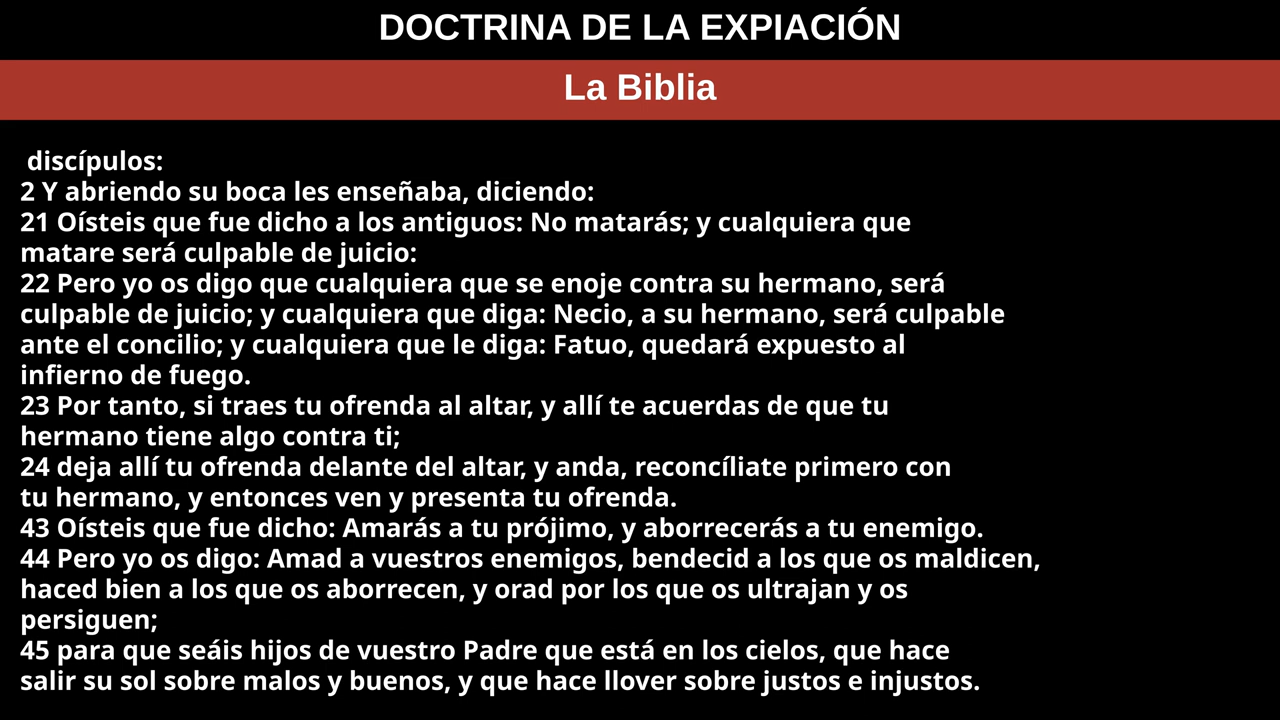 DOCTRINA DE LA EXPIACIÓN
La Biblia
discípulos:
2 Y abriendo su boca les enseñaba, diciendo:
21 Oísteis que fue dicho a los antiguos: No matarás; y cualquiera que
matare será culpable de juicio:
22 Pero yo os digo que cualquiera que se enoje contra su hermano, será
culpable de juicio; y cualquiera que diga: Necio, a su hermano, será culpable
ante el concilio; y cualquiera que le diga: Fatuo, quedará expuesto al
infierno de fuego.
23 Por tanto, si traes tu ofrenda al altar, y allí te acuerdas de que tu
hermano tiene algo contra ti;
24 deja allí tu ofrenda delante del altar, y anda, reconcíliate primero con
tu hermano, y entonces ven y presenta tu ofrenda.
43 Oísteis que fue dicho: Amarás a tu prójimo, y aborrecerás a tu enemigo.
44 Pero yo os digo: Amad a vuestros enemigos, bendecid a los que os maldicen,
haced bien a los que os aborrecen, y orad por los que os ultrajan y os
persiguen;
45 para que seáis hijos de vuestro Padre que está en los cielos, que hace
salir su sol sobre malos y buenos, y que hace llover sobre justos e injustos.